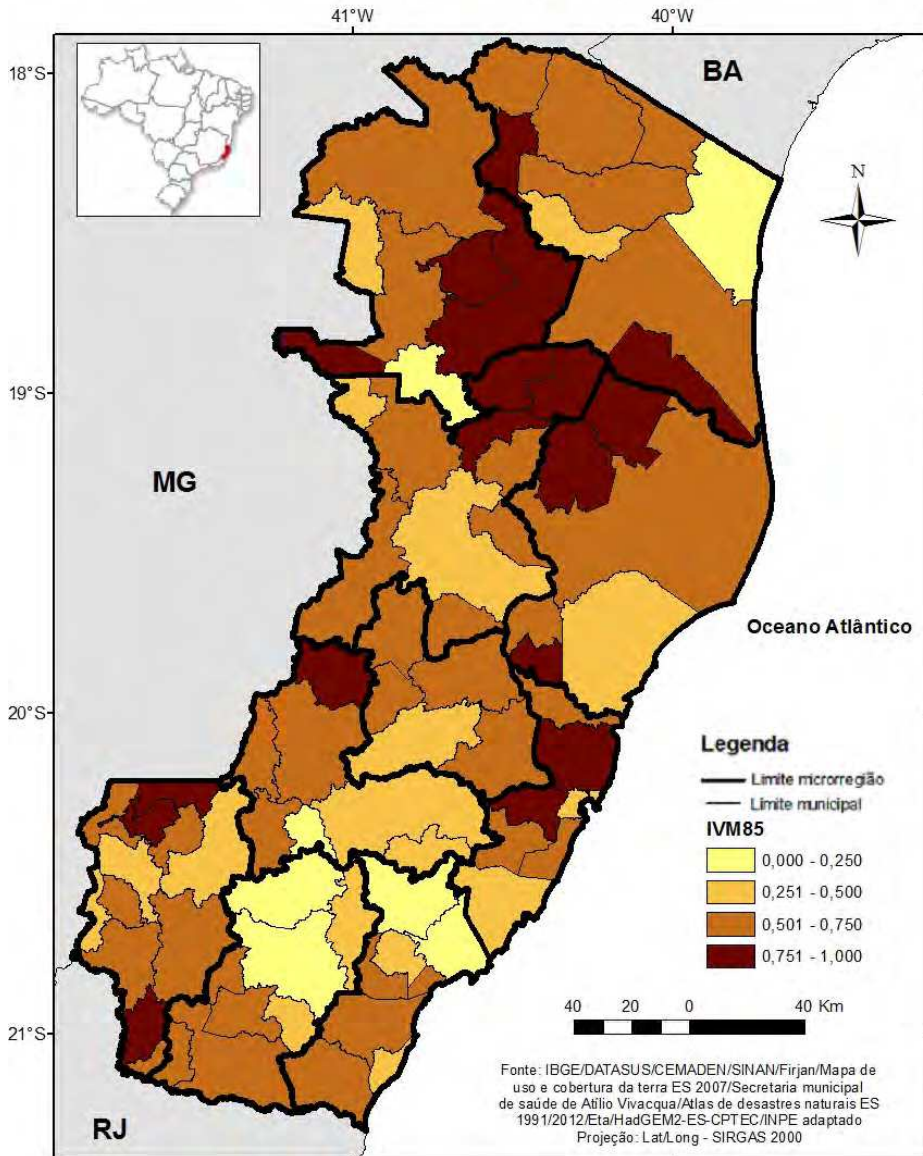 41°W
40°W
18°S
BA
N
19°S
MG
Oceano Atlântico
20°S
Legenda
Limite microrregião
Limite municipal
IVM85
0,000 - 0,250
0,251 - 0,500
0,501 - 0,750
0,751 - 1,000
40 20 0 40 Km
21°S
Fonte: IBGE/DATASUS/CEMADEN/SINAN/Firjan/Mapa de
uso e cobertura da terra ES 2007/Secretaria municipal
de saúde de Atílio Vivacqua/Atlas de desastres naturais ES
1991/2012/Eta/HadGEM2-ES-CPTEC/INPE adaptado
Projeção: Lat/Long - SIRGAS 2000
RJ